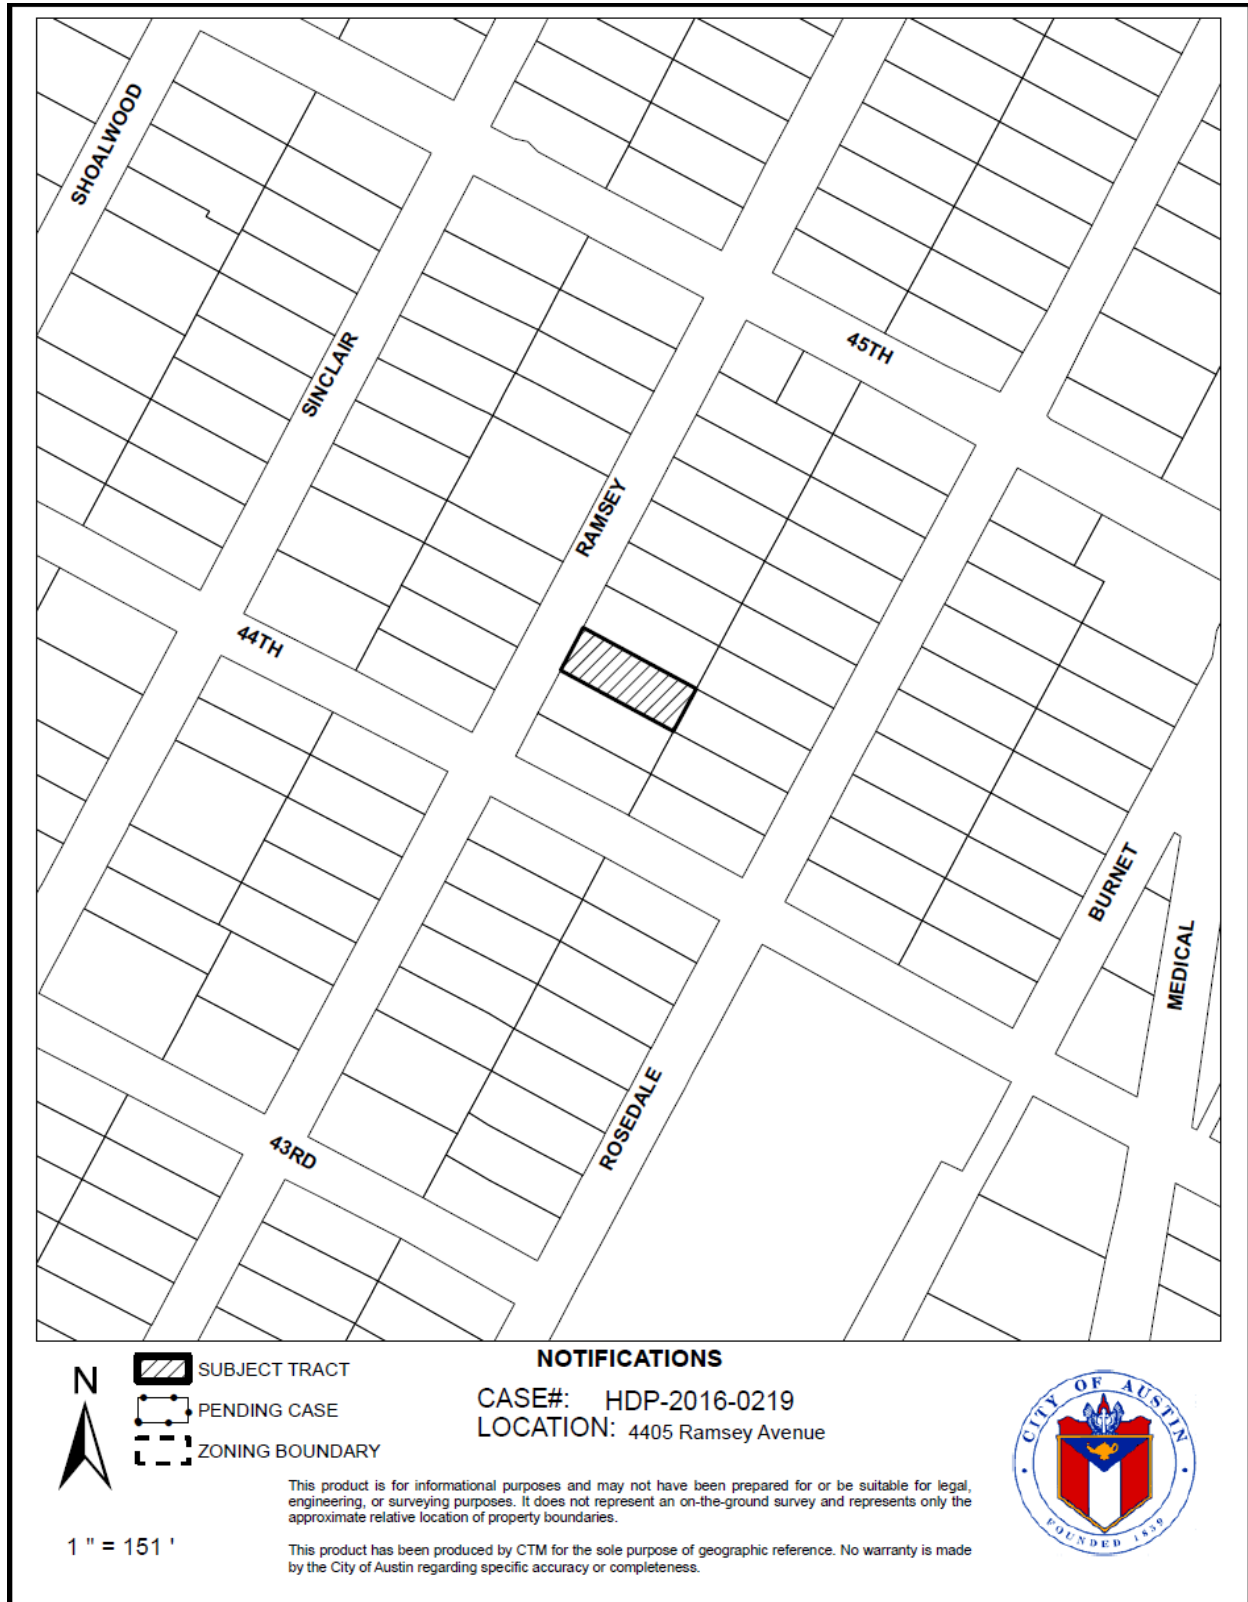 SHOALWOOD
SINCLAIR
45TH
RAMSEY
44TH
BURNET
MEDICAL
ROSEDALE
43RD
N
SUBJECT TRACT
PENDING CASE
ZONING BOUNDARY
1 " = 151 '
NOTIFICATIONS
CASE#: HDP-2016-0219
LOCATION: 4405 Ramsey Avenue
This product is for informational purposes and may not have been prepared for or be suitable for legal,
engineering, or surveying purposes. It does not represent an on-the-ground survey and represents only the
approximate relative location of property boundaries.
This product has been produced by CTM for the sole purpose of geographic reference. No warranty is made
by the City of Austin regarding specific accuracy or completeness.
CITY OF AUSTIN
FOUNDED 1839